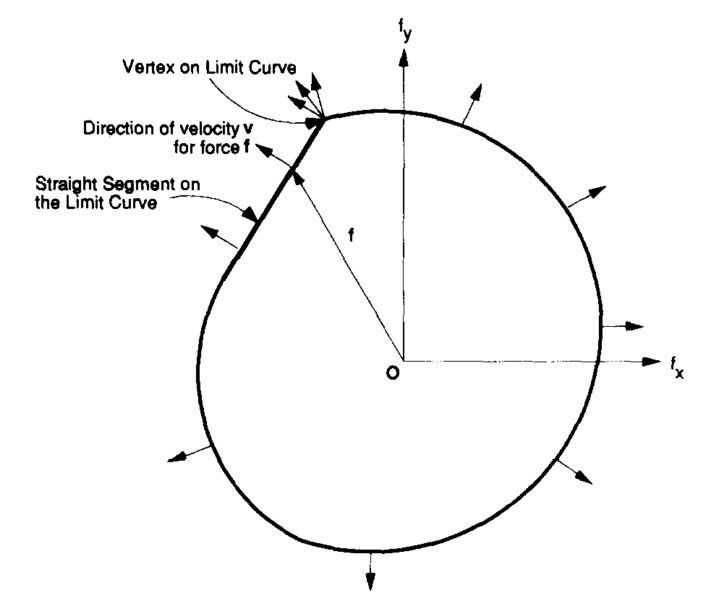 f_y
Vertex on Limit Curve
Direction of velocity v
for force f
Straight Segment on
the Limit Curve
f
O
f_x